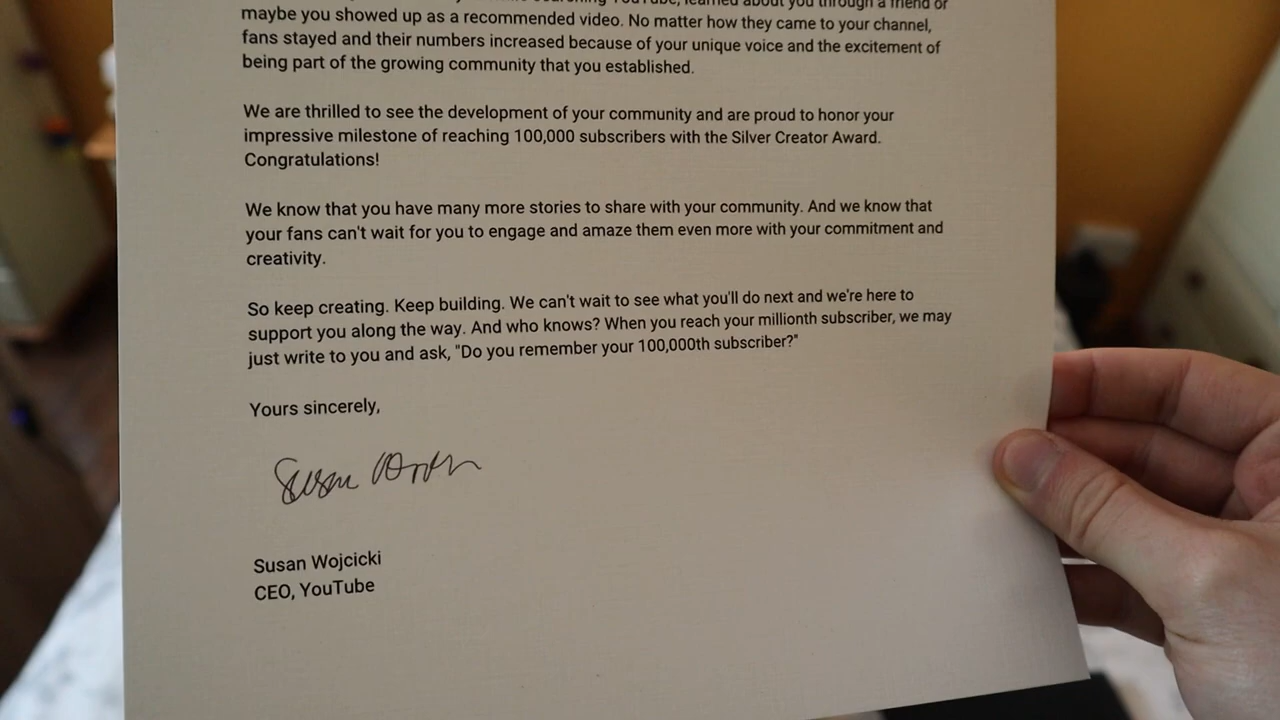 YouTube, learned about you through a friend or
maybe you showed up as a recommended video. No matter how they came to your channel,
fans stayed and their numbers increased because of your unique voice and the excitement of
being part of the growing community that you established.
We are thrilled to see the development of your community and are proud to honor your
impressive milestone of reaching 100,000 subscribers with the Silver Creator Award.
Congratulations!
We know that you have many more stories to share with your community. And we know that
your fans can't wait for you to engage and amaze them even more with your commitment and
creativity.
So keep creating. Keep building. We can't wait to see what you'll do next and we're here to
support you along the way. And who knows? When you reach your millionth subscriber, we may
just write to you and ask, "Do you remember your 100,000th subscriber?"
Yours sincerely,
Susan Wojcicki
CEO, YouTube